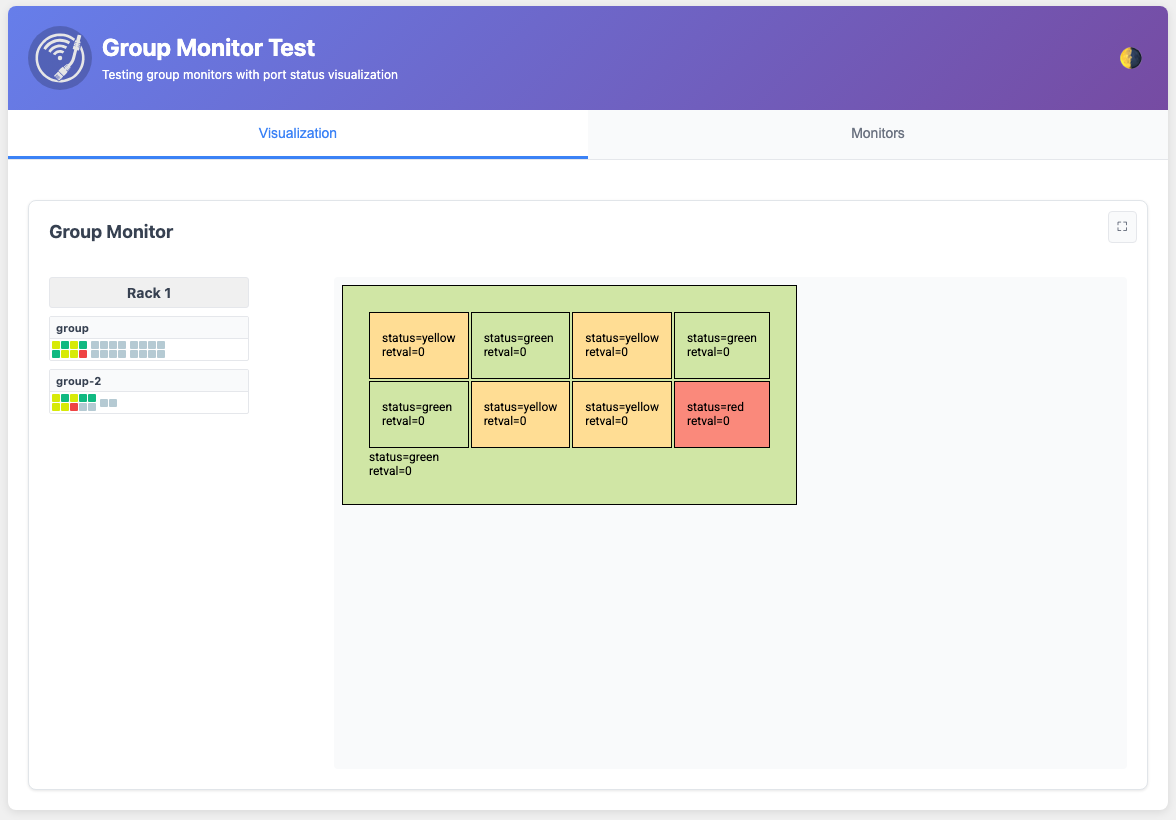 Group Monitor Test
Testing group monitors with port status visualization
Visualization
Monitors
Group Monitor
Rack 1
group
group-2
status=yellow
retval=0
status=green
retval=0
status=yellow
retval=0
status=green
retval=0
status=green
retval=0
status=yellow
retval=0
status=yellow
retval=0
status=red
retval=0
status=green
retval=0